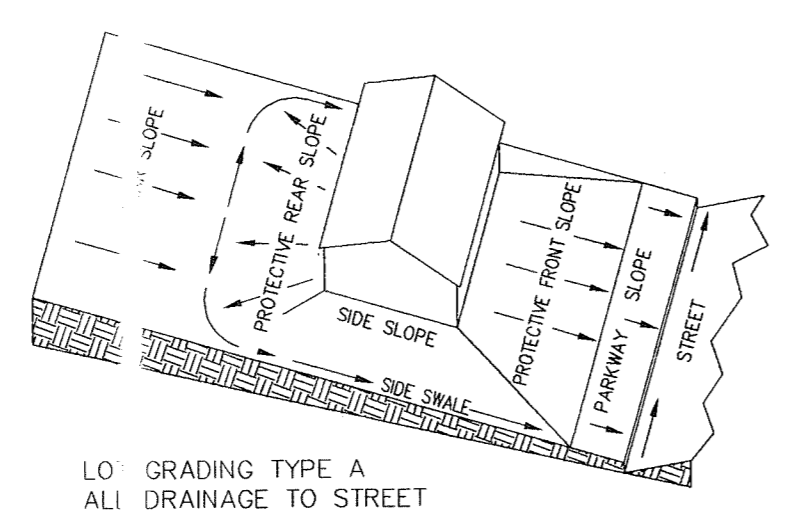 SLOPE
PROTECTIVE REAR SLOPE
SIDE SLOPE
SIDE SWALE
PROTECTIVE FRONT SLOPE
PARKWAY SLOPE
STREET
GRADING TYPE A
DRAINAGE TO STREET